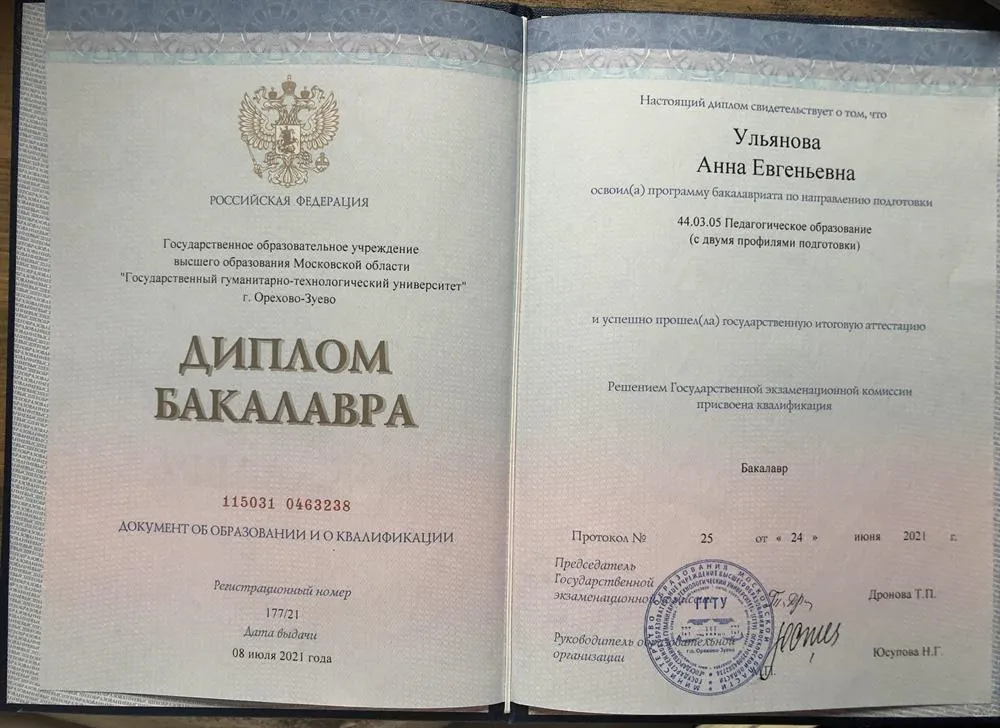 РОССИЙСКАЯ ФЕДЕРАЦИЯ
Государственное образовательное учреждение
высшего образования Московской области
"Государственный гуманитарно-технологический университет"
г. Орехово-Зуево
ДИПЛОМ
БАКАЛАВРА
115031 0463238
ДОКУМЕНТ ОБ ОБРАЗОВАНИИ И О КВАЛИФИКАЦИИ
Регистрационный номер
177/21
Дата выдачи
08 июля 2021 года
Настоящий диплом свидетельствует о том, что
Ульянова
Анна Евгеньевна
освоил(а) программу бакалавриата по направлению подготовки
44.03.05 Педагогическое образование
(с двумя профилями подготовки)
и успешно прошел(ла) государственную итоговую аттестацию
Решением Государственной экзаменационной комиссии
присвоена квалификация
Бакалавр
Протокол № 25 от « 24 » июня 2021 г.
Председатель
Государственной
экзаменационной комиссии
Дронова Т.П.
Руководитель образовательной
организации
Юсупова Н.Г.
М.П.
ГГТУ
г.о. Орехово-Зуево